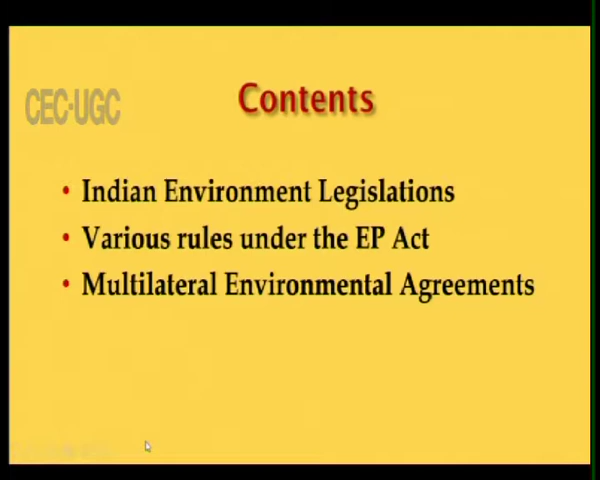 CEC-UGC
Contents
• Indian Environment Legislations
• Various rules under the EP Act
• Multilateral Environmental Agreements